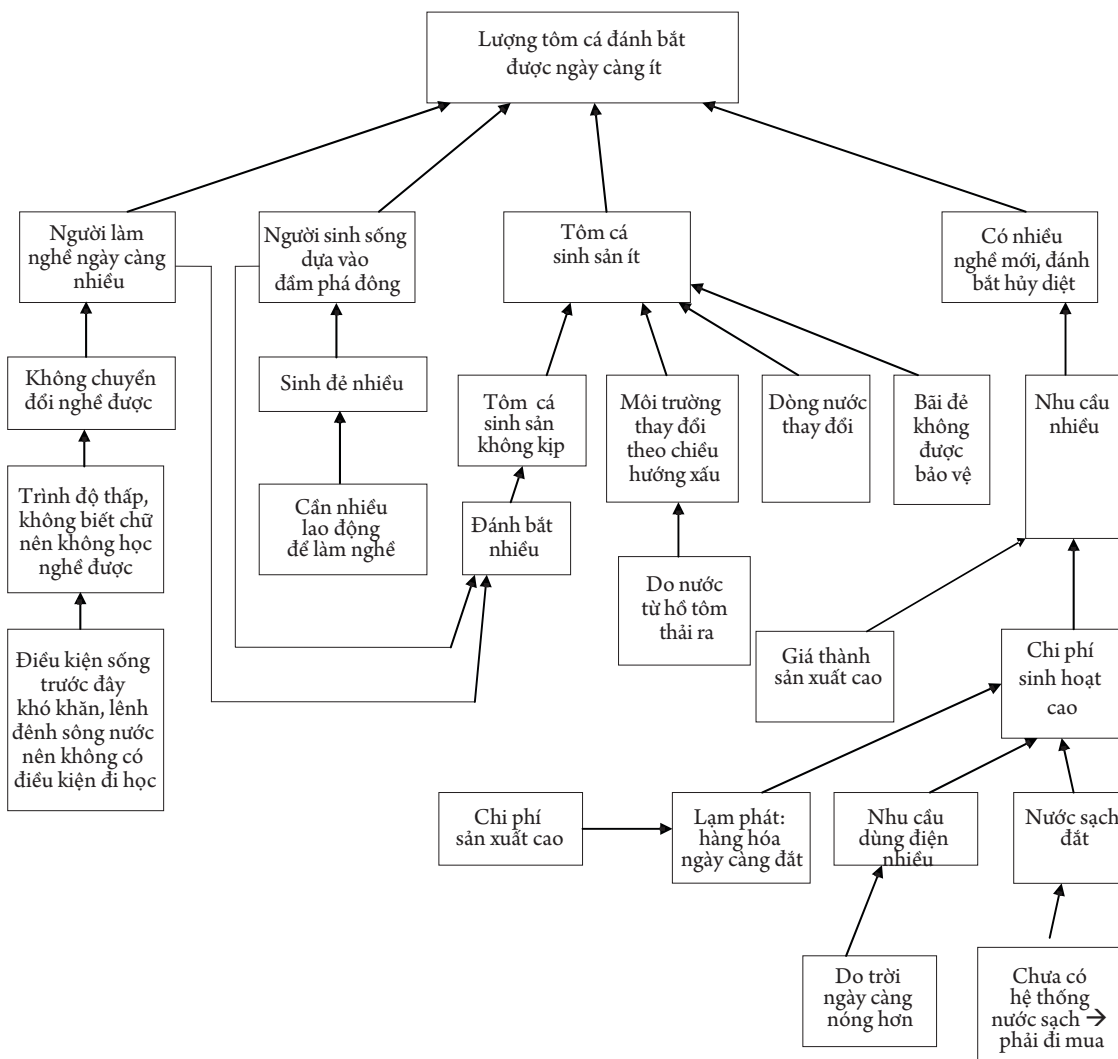 Lượng tôm cá đánh bắt
được ngày càng ít
Người làm
nghề ngày càng
nhiều
Người sinh sống
dựa vào
đầm phá đông
Tôm cá
sinh sản ít
Có nhiều
nghề mới, đánh
bắt hủy diệt
Không chuyển
đổi nghề được
Sinh đẻ nhiều
Tôm cá
sinh sản
không kịp
Môi trường
thay đổi
theo chiều
hướng xấu
Dòng nước
thay đổi
Bãi đẻ
không
được
bảo vệ
Nhu cầu
nhiều
Trình độ thấp,
không biết chữ
nên không học
nghề được
Cần nhiều
lao động
để làm nghề
Đánh bắt
nhiều
Do nước
từ hồ tôm
thải ra
Điều kiện sống
trước đây
khó khăn, lênh
đênh sông nước
nên không có
điều kiện đi học
Giá thành
sản xuất cao
Chi phí
sinh hoạt
cao
Chi phí
sản xuất cao
Lạm phát:
hàng hóa
ngày càng đắt
Nhu cầu
dùng điện
nhiều
Nước sạch
đắt
Do trời
ngày càng
nóng hơn
Chưa có
hệ thống
nước sạch →
phải đi mua